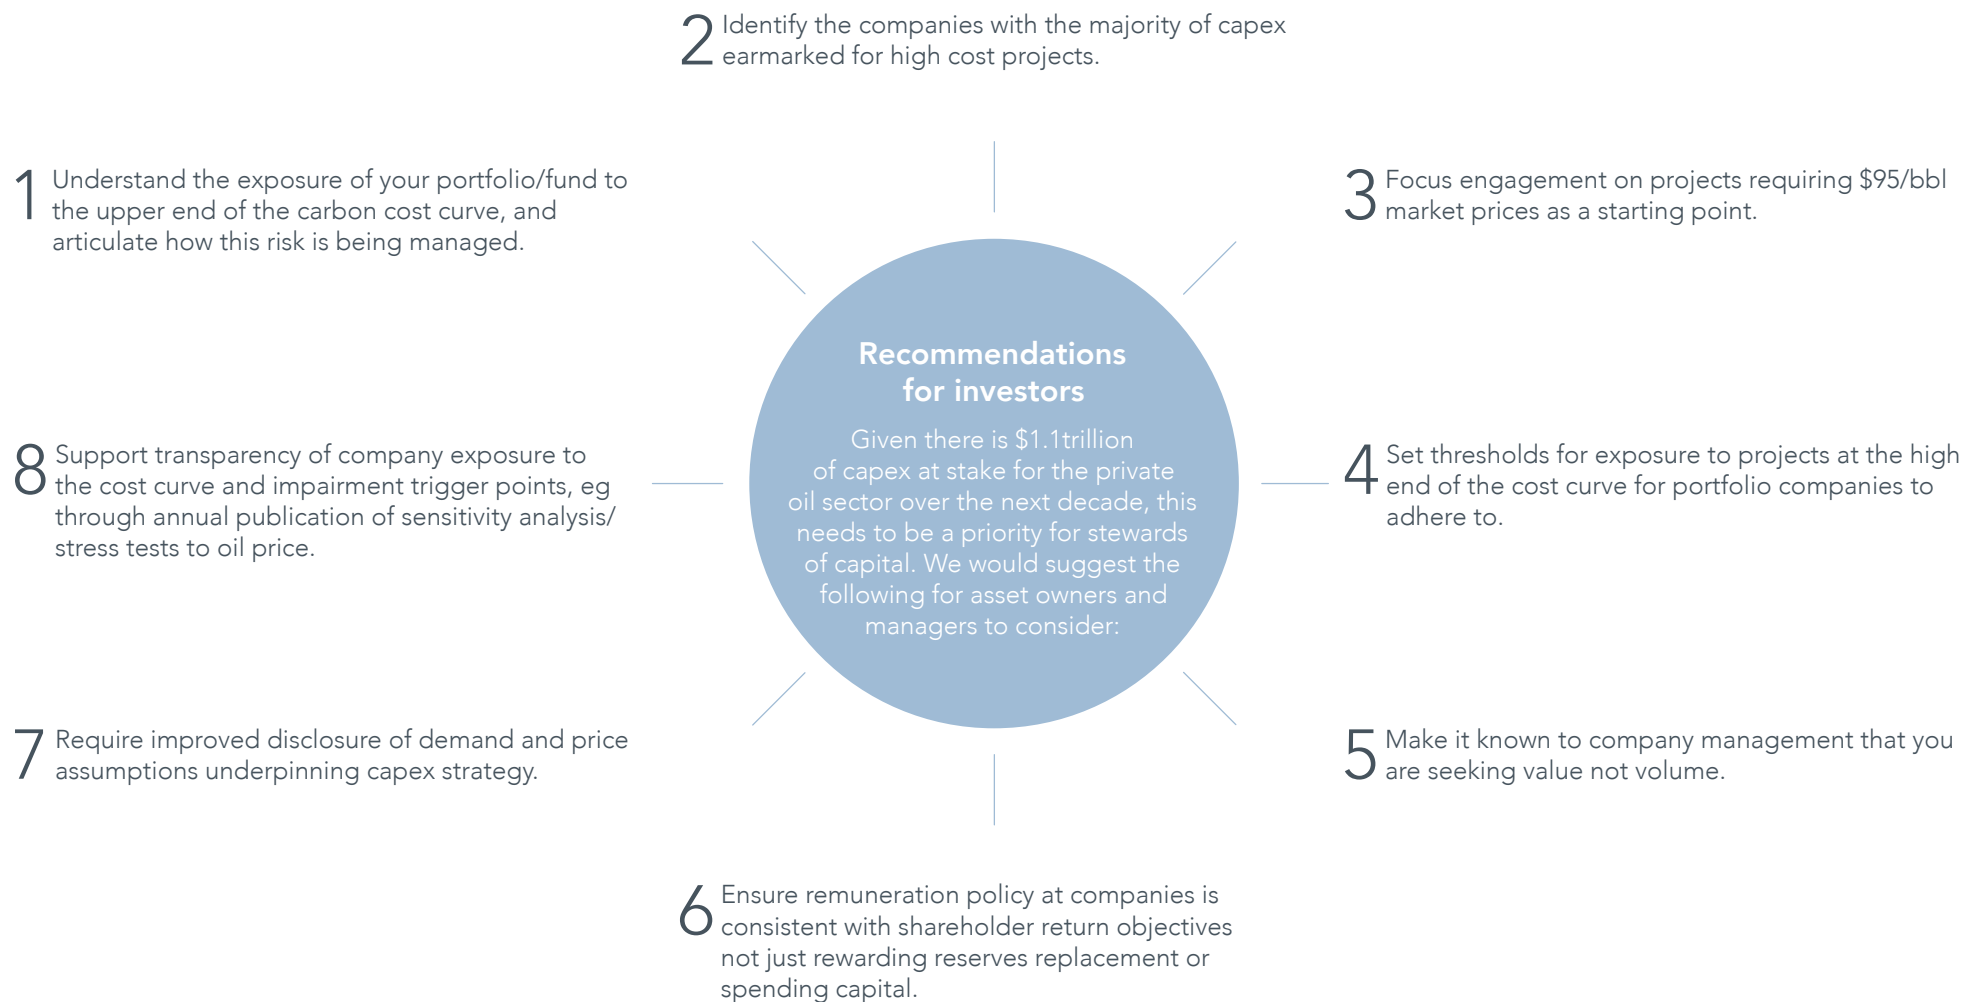 2 Identify the companies with the majority of capex
earmarked for high cost projects.
1 Understand the exposure of your portfolio/fund to
the upper end of the carbon cost curve, and
articulate how this risk is being managed.
3 Focus engagement on projects requiring $95/bbl
market prices as a starting point.
Recommendations
for investors
Given there is $1.1trillion
of capex at stake for the private
oil sector over the next decade, this
needs to be a priority for stewards
of capital. We would suggest the
following for asset owners and
managers to consider:
8 Support transparency of company exposure to
the cost curve and impairment trigger points, eg
through annual publication of sensitivity analysis/
stress tests to oil price.
4 Set thresholds for exposure to projects at the high
end of the cost curve for portfolio companies to
adhere to.
7 Require improved disclosure of demand and price
assumptions underpinning capex strategy.
5 Make it known to company management that you
are seeking value not volume.
6 Ensure remuneration policy at companies is
consistent with shareholder return objectives
not just rewarding reserves replacement or
spending capital.